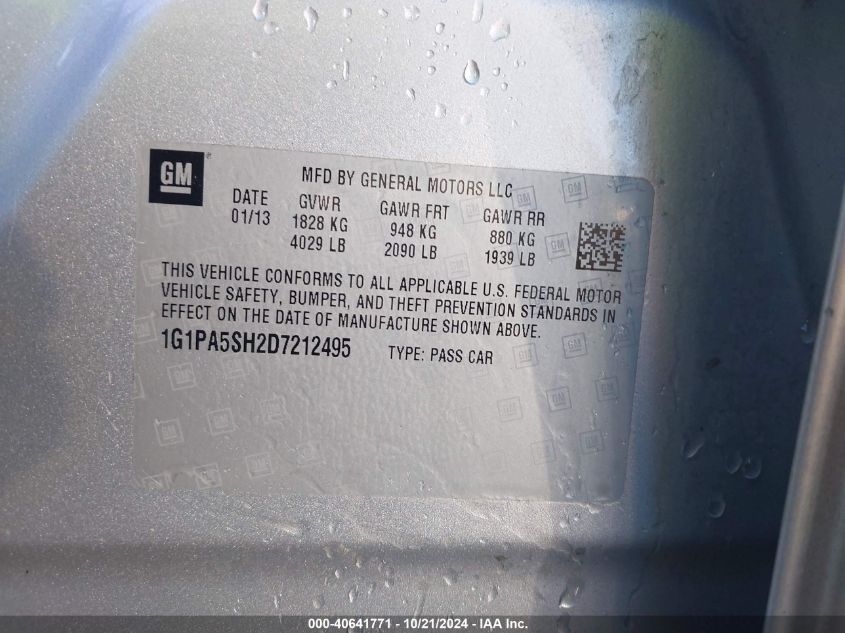 GM
MFD BY GENERAL MOTORS LLC
DATE GVWR GAWR FRT GAWR RR
01/13 1828 KG 948 KG 880 KG
4029 LB 2090 LB 1939 LB
THIS VEHICLE CONFORMS TO ALL APPLICABLE U.S. FEDERAL MOTOR
VEHICLE SAFETY, BUMPER, AND THEFT PREVENTION STANDARDS IN
EFFECT ON THE DATE OF MANUFACTURE SHOWN ABOVE.
1G1PA5SH2D7212495 TYPE: PASS CAR
000-40641771 - 10/21/2024 - IAA Inc.